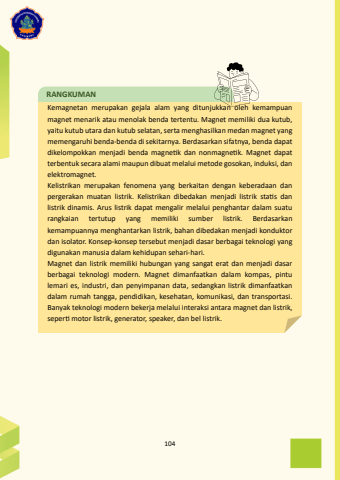 RANGKUMAN
Kemagnetan merupakan gejala alam yang ditunjukkan oleh kemampuan
magnet menarik atau menolak benda tertentu. Magnet memiliki dua kutub,
yaitu kutub utara dan kutub selatan, serta menghasilkan medan magnet yang
memengaruhi benda-benda di sekitarnya. Berdasarkan sifatnya, benda dapat
dikelompokkan menjadi benda magnetik dan nonmagnetik. Magnet dapat
terbentuk secara alami maupun dibuat melalui metode gosokan, induksi, dan
elektromagnet.
Kelistrikan merupakan fenomena yang berkaitan dengan keberadaan dan
pergerakan muatan listrik. Kelistrikan dibedakan menjadi listrik statis dan
listrik dinamis. Arus listrik dapat mengalir melalui penghantar dalam suatu
rangkaian tertutup yang memiliki sumber listrik. Berdasarkan
kemampuannya menghantarkan listrik, bahan dibedakan menjadi konduktor
dan isolator. Konsep-konsep tersebut menjadi dasar berbagai teknologi yang
digunakan manusia dalam kehidupan sehari-hari.
Magnet dan listrik memiliki hubungan yang sangat erat dan menjadi dasar
berbagai teknologi modern. Magnet dimanfaatkan dalam kompas, pintu
lemari es, industri, dan penyimpanan data, sedangkan listrik dimanfaatkan
dalam rumah tangga, pendidikan, kesehatan, komunikasi, dan transportasi.
Banyak teknologi modern bekerja melalui interaksi antara magnet dan listrik,
seperti motor listrik, generator, speaker, dan bel listrik.
104